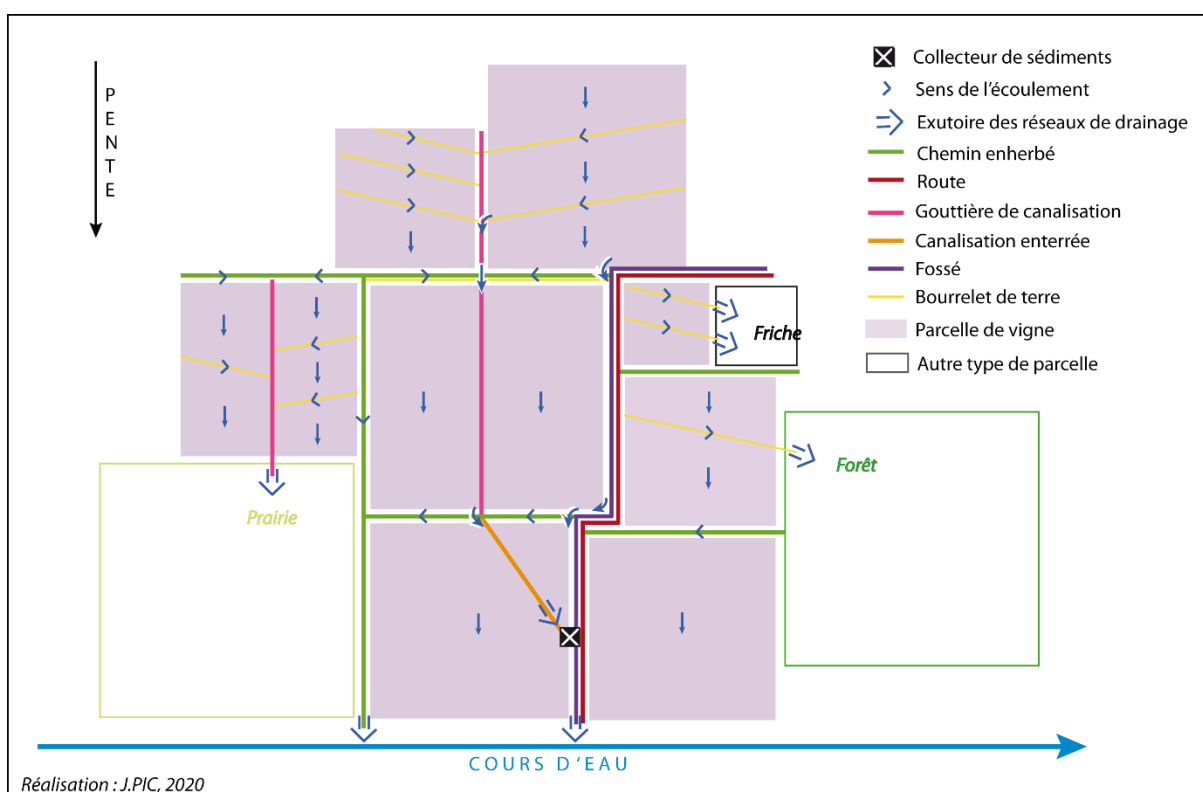 PENTE
Collecteur de sédiments
Sens de l'écoulement
Exutoire des réseaux de drainage
Chemin enherbé
Route
Gouttière de canalisation
Canalisation enterrée
Fossé
Bourrelet de terre
Parcelle de vigne
Autre type de parcelle
Friche
Forêt
Prairie
COURS D'EAU
Réalisation : J.PIC, 2020